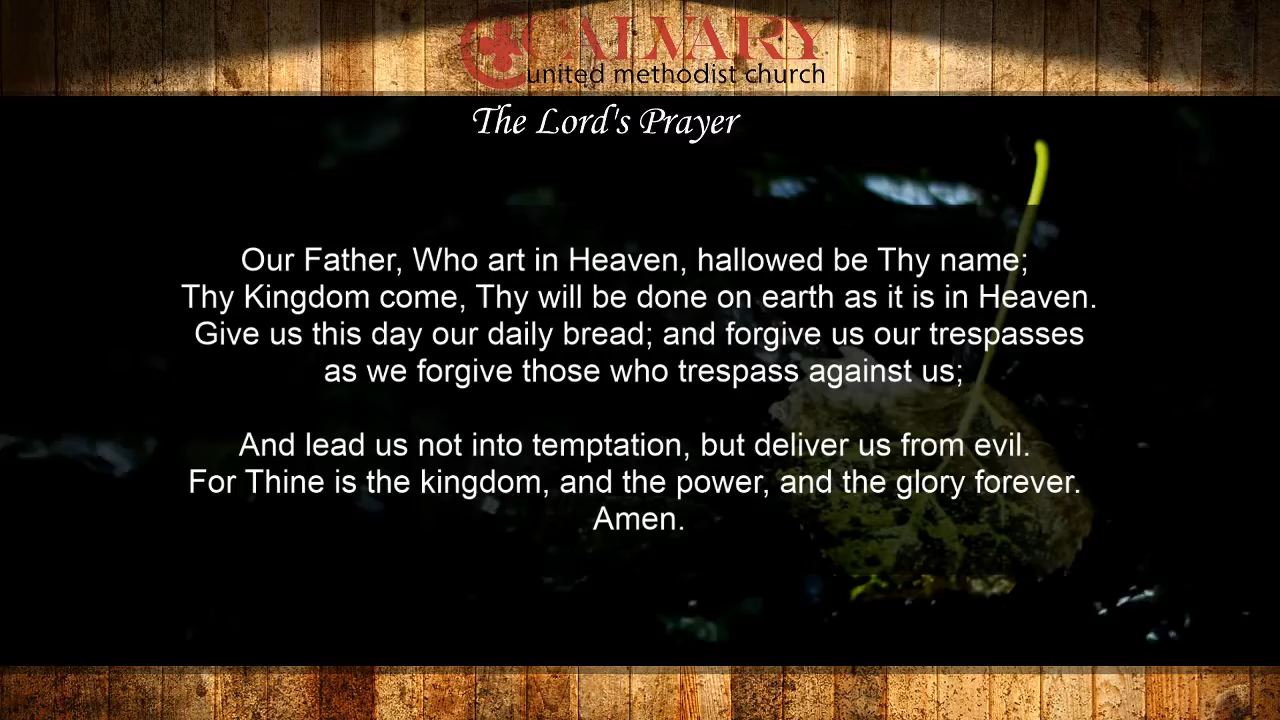 CALVARY
united methodist church
The Lord's Prayer
Our Father, Who art in Heaven, hallowed be Thy name;
Thy Kingdom come, Thy will be done on earth as it is in Heaven.
Give us this day our daily bread; and forgive us our trespasses
as we forgive those who trespass against us;
And lead us not into temptation, but deliver us from evil.
For Thine is the kingdom, and the power, and the glory forever.
Amen.